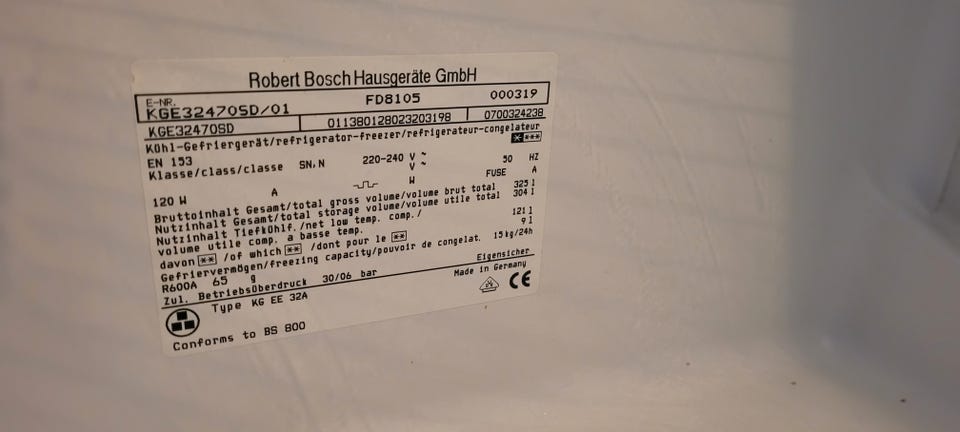 Robert Bosch Hausgeräte GmbH
E-NR. KGE3247OSD/01 FD8105 000319
KGE3247OSD 011380128023203198 0700324238
Kühl-Gefriergerät/refrigerator-freezer/refrigerateur-congelateur
EN 153 * ***
Klasse/class/classe SN,N 220-240 V ~ 50 HZ
V ~ FUSE A
120 W A W
Bruttoinhalt Gesamt/total gross volume/volume brut total 325 l
Nutzinhalt Gesamt/total storage volume/volume utile total 304 l
Nutzinhalt Tiefkühlf./net low temp. comp./
volume utile comp. a basse temp. 121 l
davon ** /of which ** /dont pour le ** 9 l
Gefriervermögen/freezing capacity/pouvoir de congelat. 15 kg/24h
R600A 65 g Eigensicher
Zul. Betriebsüberdruck 30/06 bar Made in Germany
Type KG EE 32A CE
Conforms to BS 800